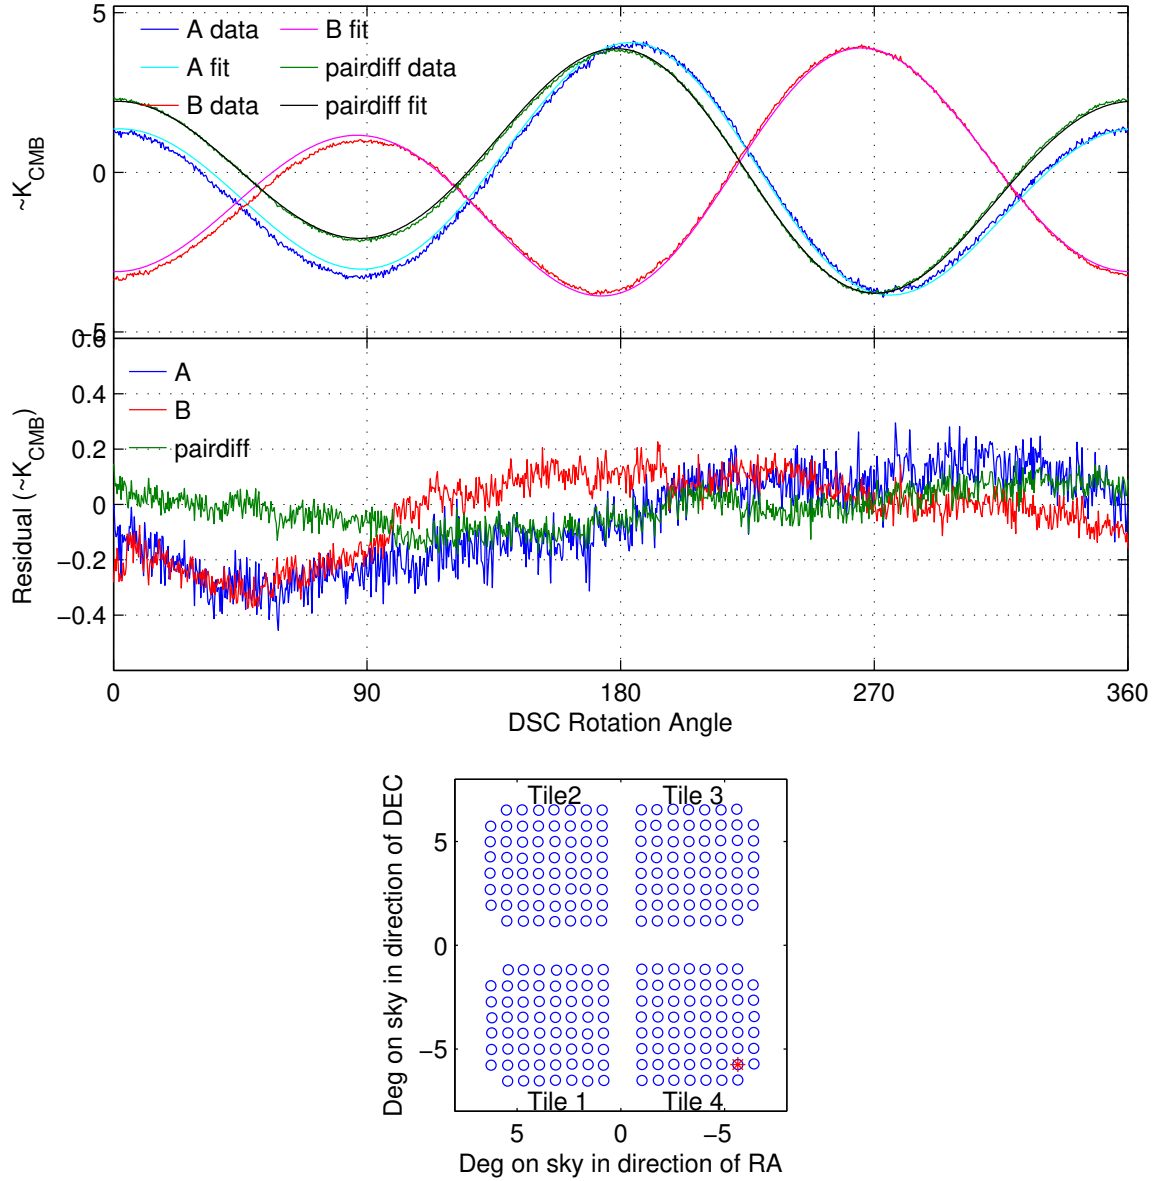 5
0
−5
~K_CMB
A data
A fit
B data
B fit
pairdiff data
pairdiff fit
0.6
0.4
0.2
0
−0.2
−0.4
Residual (~K_CMB)
A
B
pairdiff
0 90 180 270 360
DSC Rotation Angle
Deg on sky in direction of DEC
5
0
−5
Tile2 Tile 3
Tile 1 Tile 4
5 0 −5
Deg on sky in direction of RA